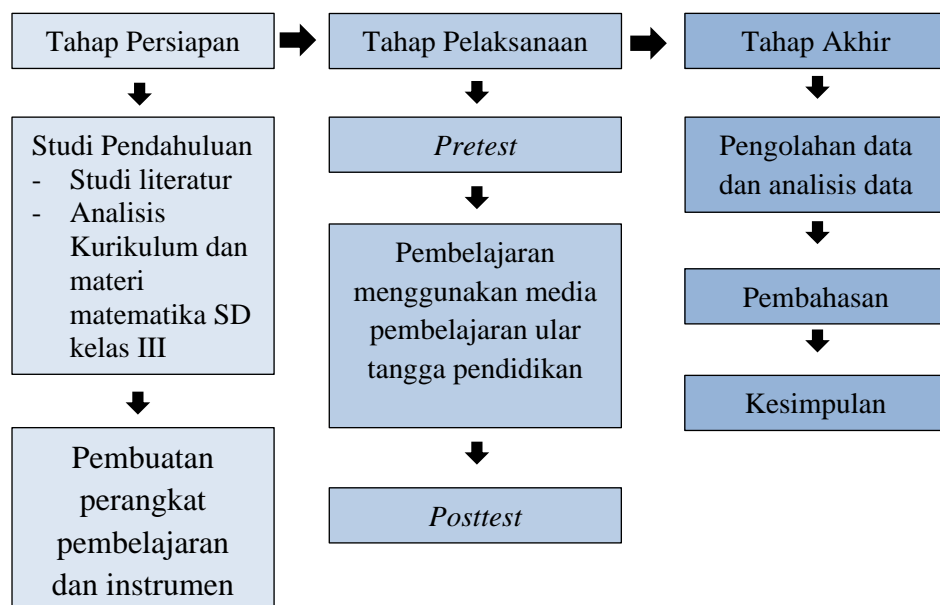 Tahap Persiapan
Studi Pendahuluan
- Studi literatur
- Analisis
Kurikulum dan
materi
matematika SD
kelas III
Pembuatan
perangkat
pembelajaran
dan instrumen
Tahap Pelaksanaan
Pretest
Pembelajaran
menggunakan media
pembelajaran ular
tangga pendidikan
Posttest
Tahap Akhir
Pengolahan data
dan analisis data
Pembahasan
Kesimpulan